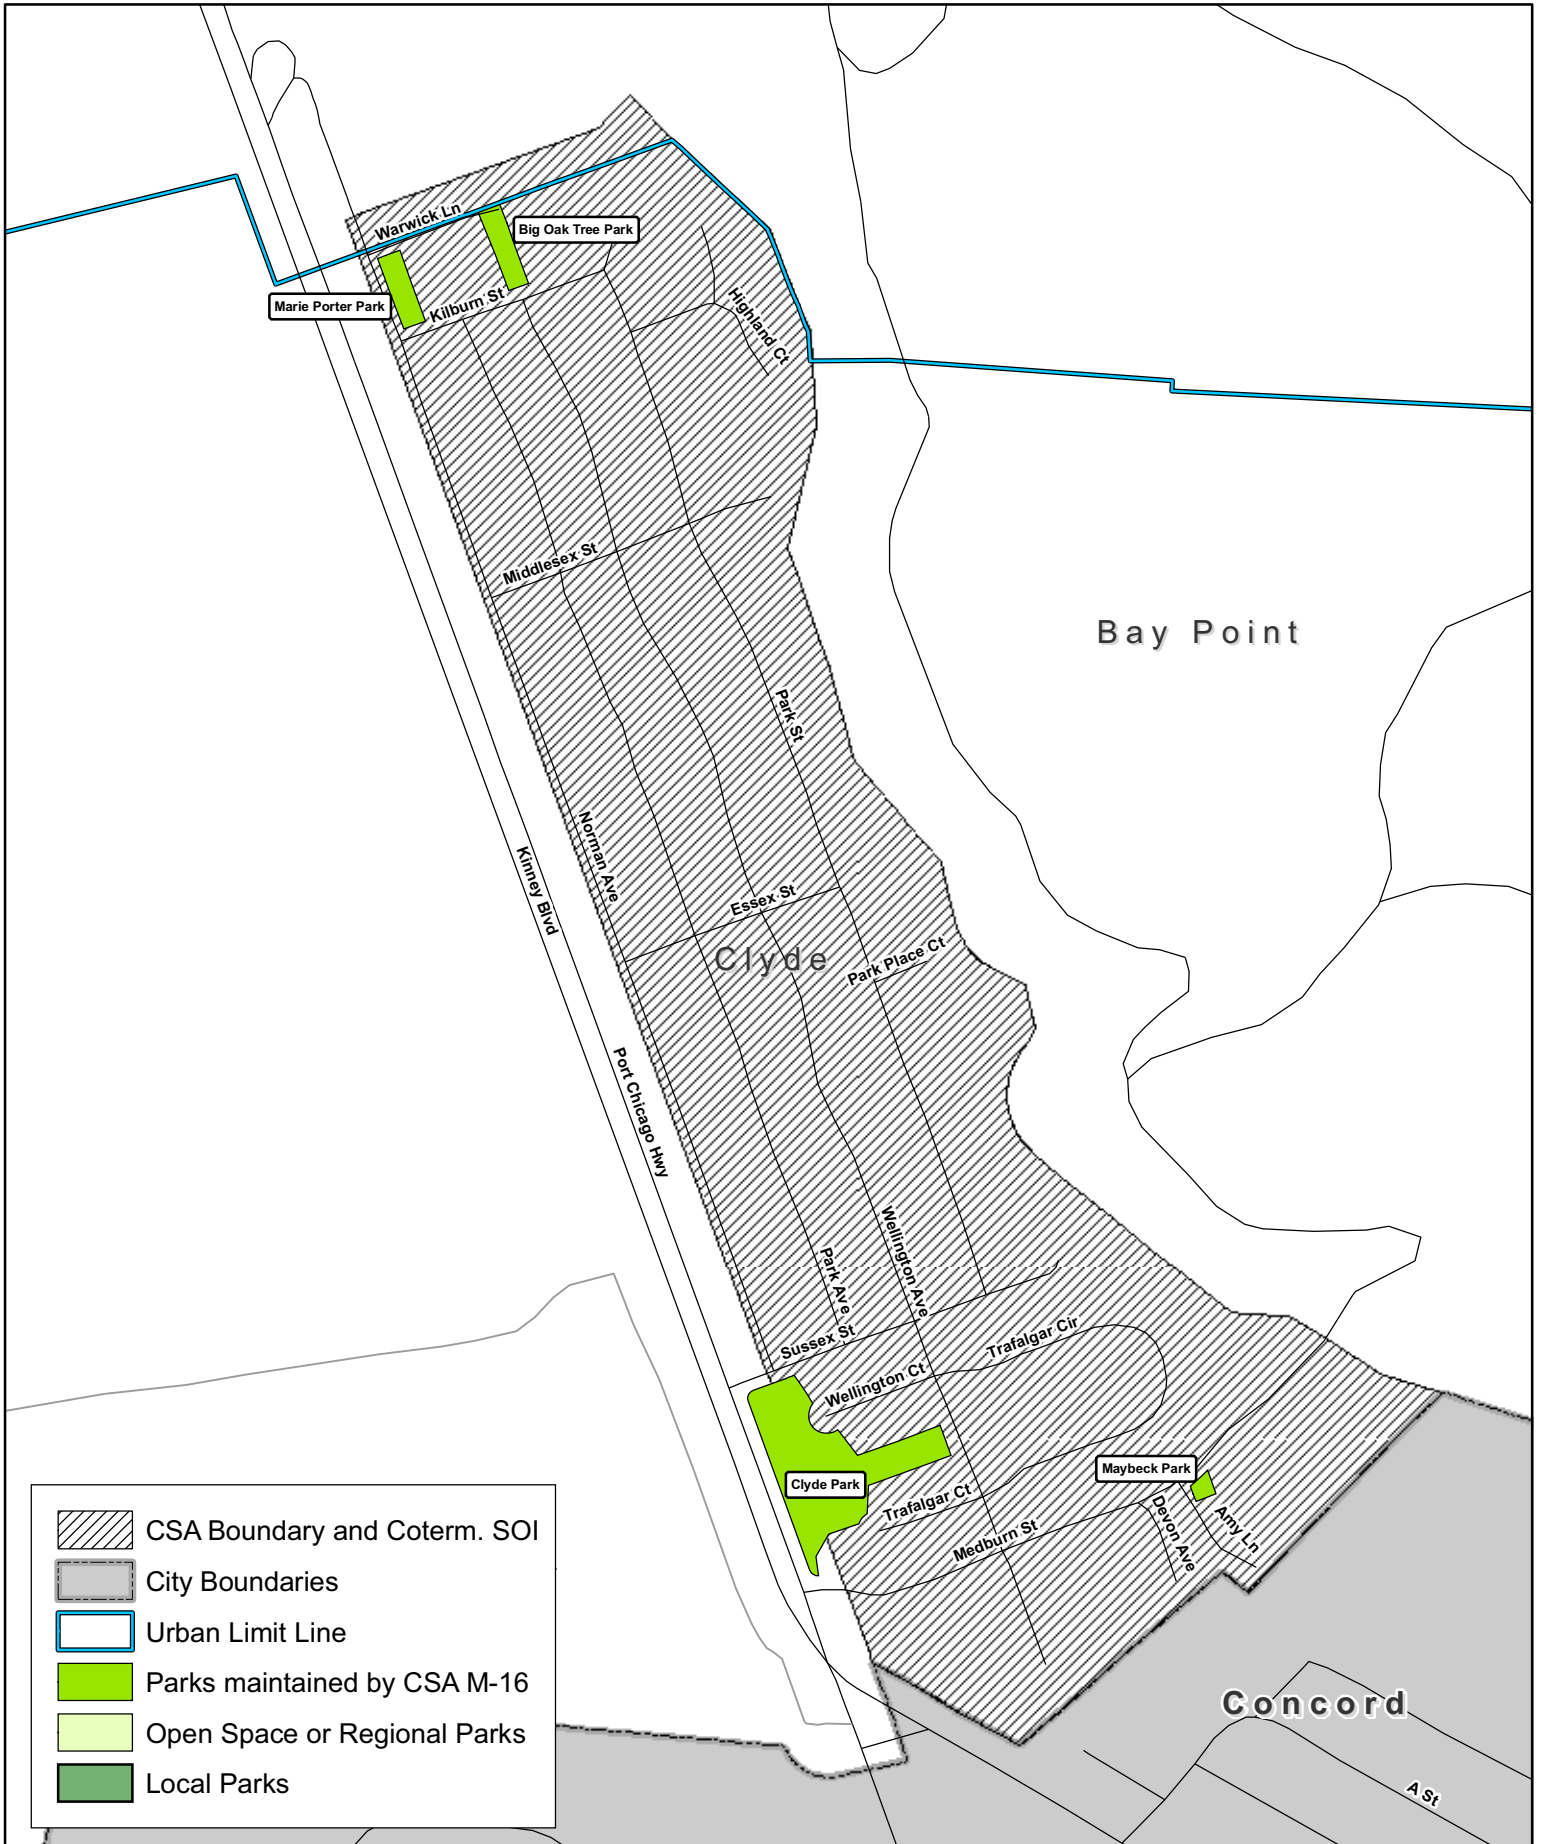 Warwick Ln
Big Oak Tree Park
Marie Porter Park
Kilburn St
Highland Ct
Middlesex St
Bay Point
Park St
Norman Ave
Kinney Blvd
Essex St
Clyde
Park Place Ct
Port Chicago Hwy
Wellington Ave
Park Ave
Sussex St
Trafalgar Cir
Wellington Ct
Maybeck Park
Clyde Park
Trafalgar Ct
Devon Ave
Amy Ln
Medburn St
CSA Boundary and Coterm. SOI
City Boundaries
Urban Limit Line
Parks maintained by CSA M-16
Open Space or Regional Parks
Local Parks
Concord
A St